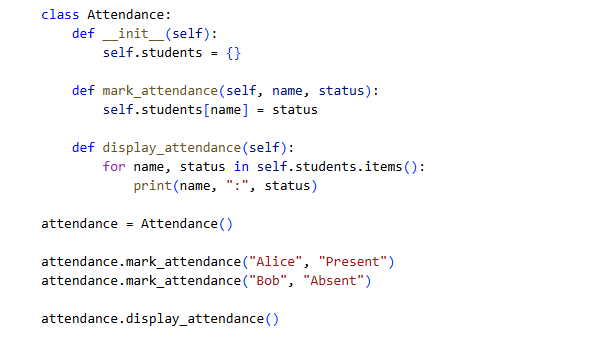 class Attendance:
    def __init__(self):
        self.students = {}

    def mark_attendance(self, name, status):
        self.students[name] = status

    def display_attendance(self):
        for name, status in self.students.items():
            print(name, ":", status)

attendance = Attendance()

attendance.mark_attendance("Alice", "Present")
attendance.mark_attendance("Bob", "Absent")

attendance.display_attendance()